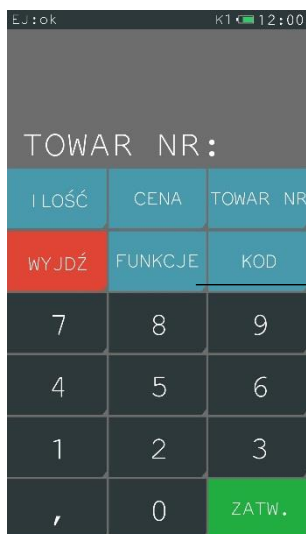 EJ:ok K1 12:00
TOWAR NR:
ILOŚĆ CENA TOWAR NR
WYJDŹ FUNKCJE KOD
7 8 9
4 5 6
1 2 3
, 0 ZATW.